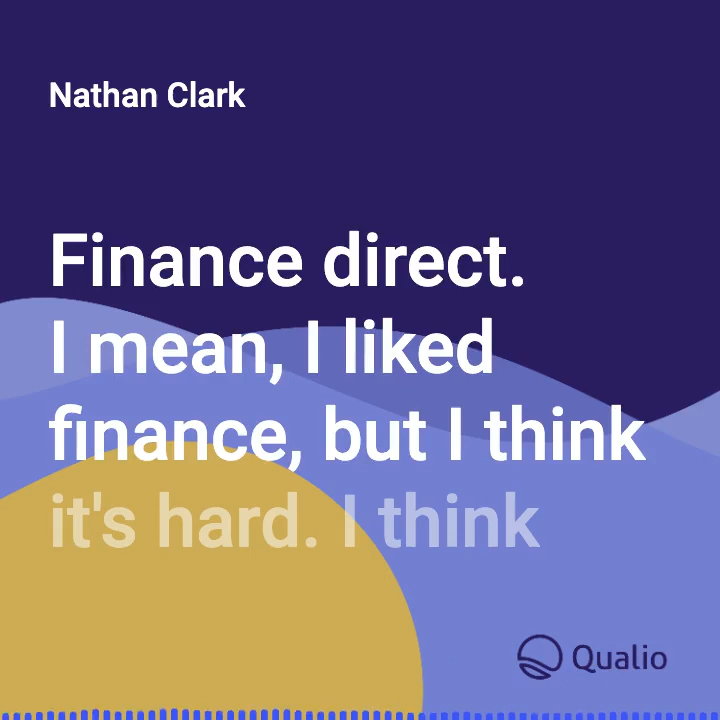 Nathan Clark
Finance direct.
I mean, I liked
finance, but I think
it's hard. I think
Qualio